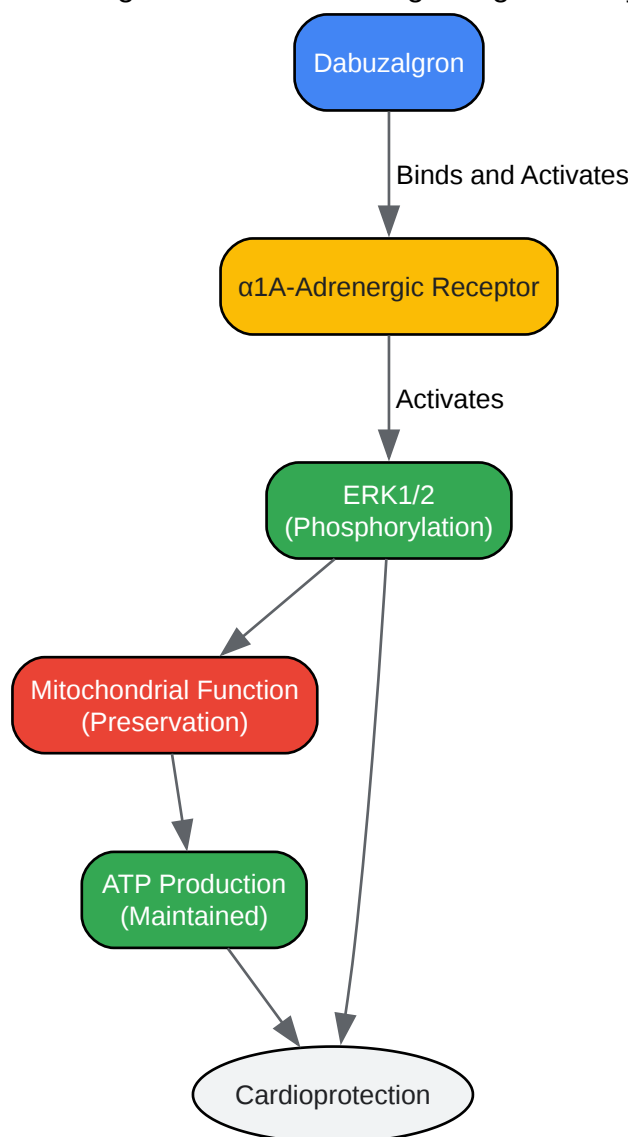 Dabuzalgron
Binds and Activates
α1A-Adrenergic Receptor
Activates
ERK1/2
(Phosphorylation)
Mitochondrial Function
(Preservation)
ATP Production
(Maintained)
Cardioprotection